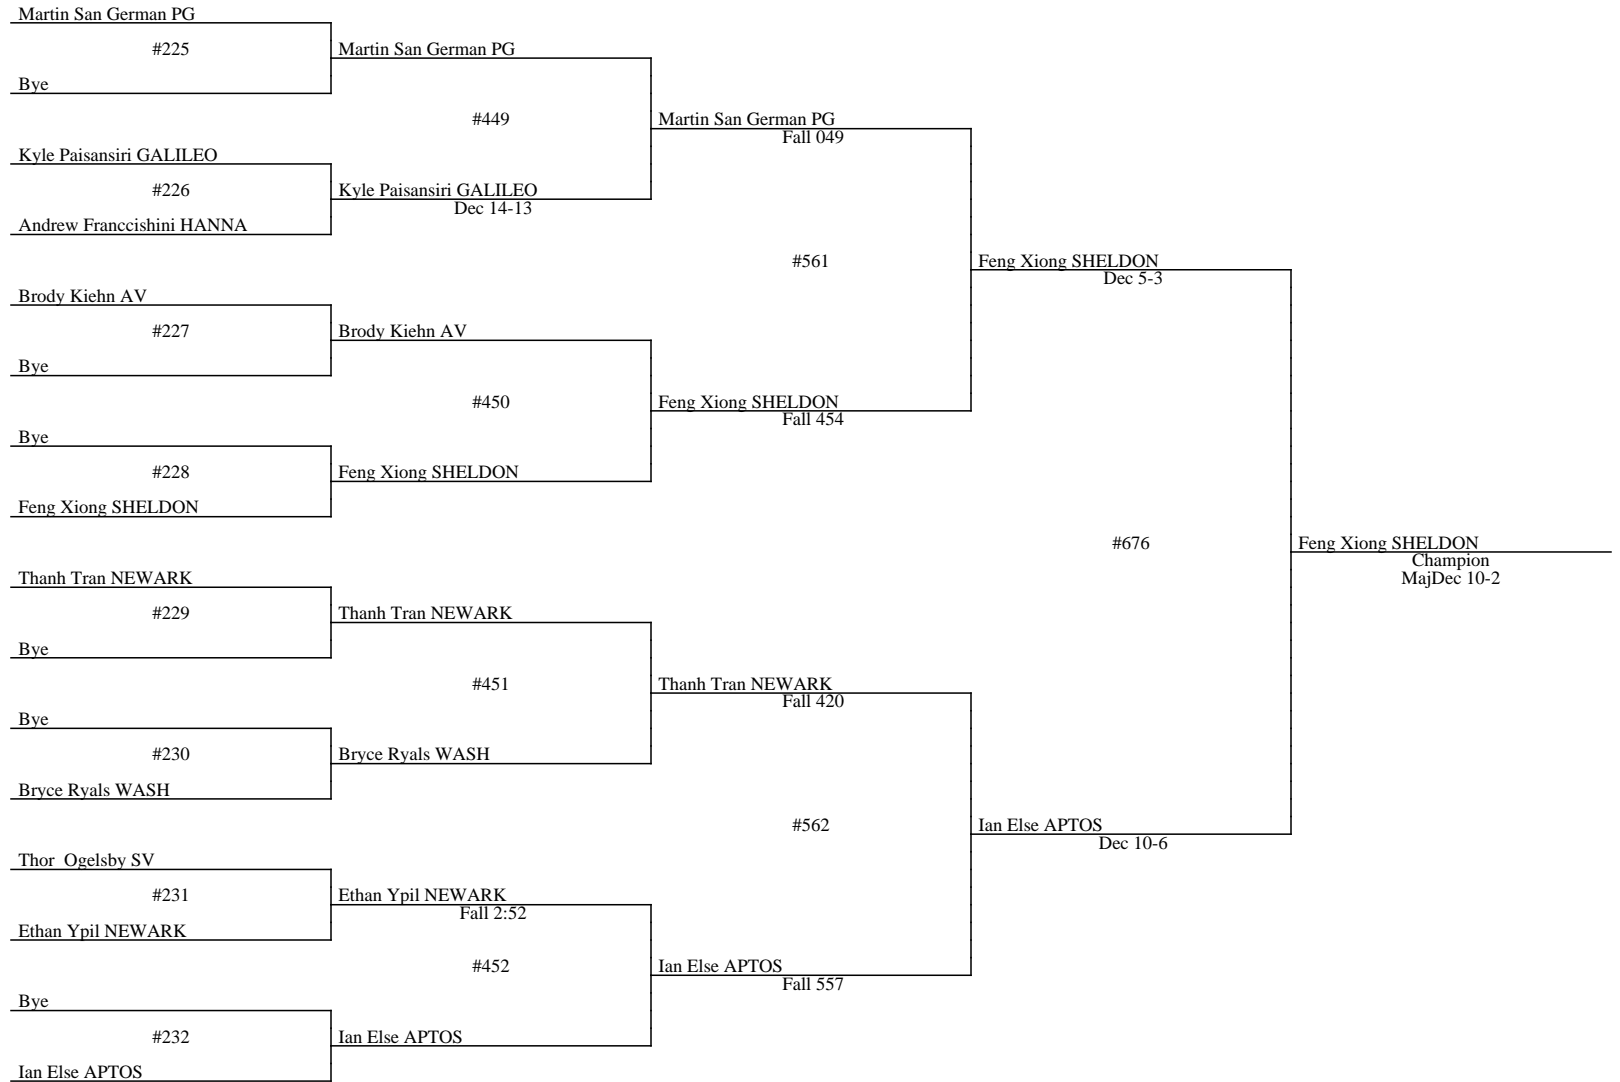 Martin San German PG
#225
Martin San German PG
Bye
#449
Martin San German PG
Fall 049
Kyle Paisansiri GALILEO
#226
Kyle Paisansiri GALILEO
Dec 14-13
Andrew Franccishini HANNA
#561
Feng Xiong SHELDON
Dec 5-3
Brody Kiehn AV
#227
Brody Kiehn AV
Bye
#450
Feng Xiong SHELDON
Fall 454
Bye
#228
Feng Xiong SHELDON
Feng Xiong SHELDON
#676
Feng Xiong SHELDON
Champion
MajDec 10-2
Thanh Tran NEWARK
#229
Thanh Tran NEWARK
Bye
#451
Thanh Tran NEWARK
Fall 420
Bye
#230
Bryce Ryals WASH
Bryce Ryals WASH
#562
Ian Else APTOS
Dec 10-6
Thor  Ogelsby SV
#231
Ethan Ypil NEWARK
Fall 2:52
Ethan Ypil NEWARK
#452
Ian Else APTOS
Fall 557
Bye
#232
Ian Else APTOS
Ian Else APTOS